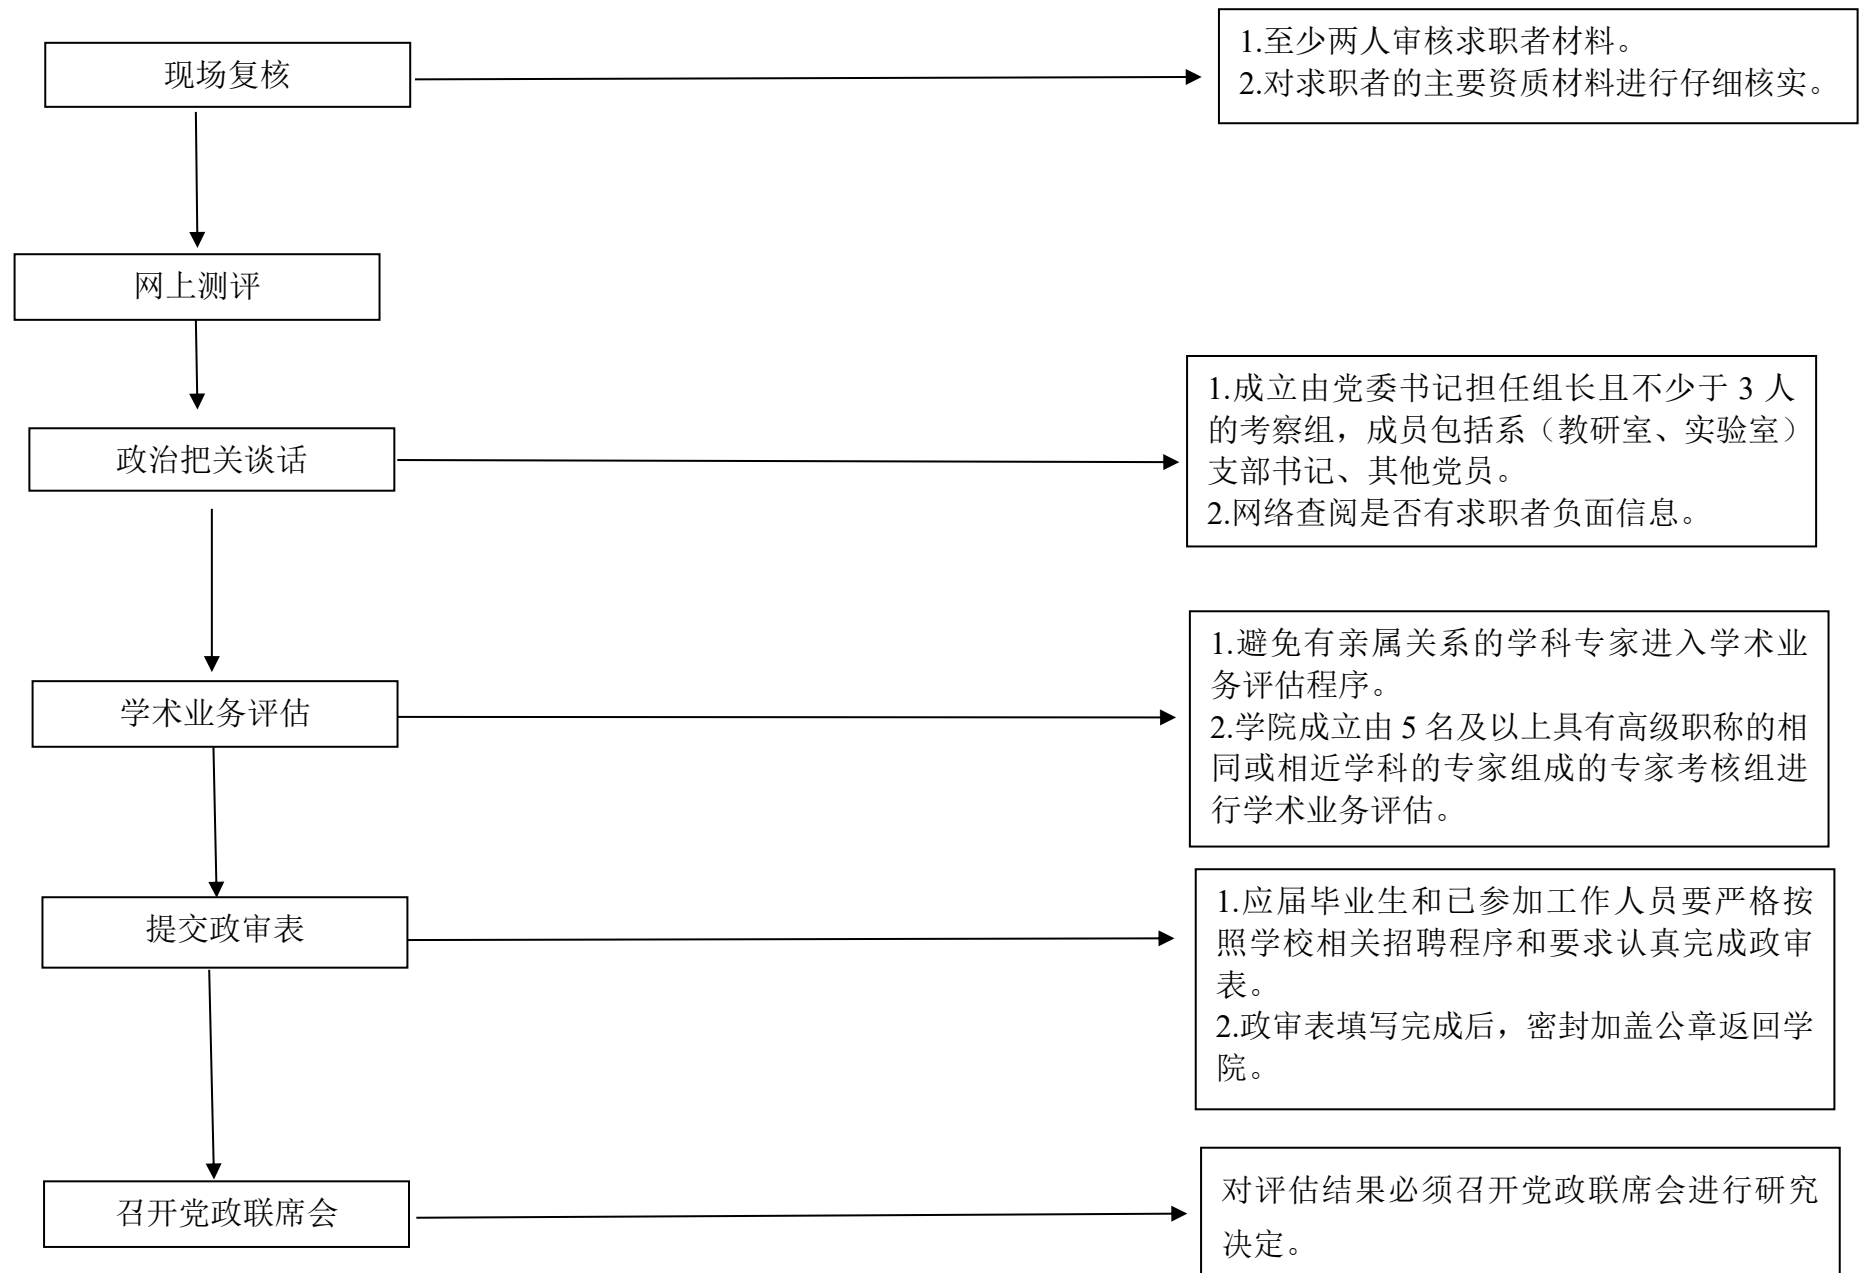 现场复核
1.至少两人审核求职者材料。
2.对求职者的主要资质材料进行仔细核实。
网上测评
政治把关谈话
1.成立由党委书记担任组长且不少于 3 人
的考察组，成员包括系（教研室、实验室）
支部书记、其他党员。
2.网络查阅是否有求职者负面信息。
学术业务评估
1.避免有亲属关系的学科专家进入学术业
务评估程序。
2.学院成立由 5 名及以上具有高级职称的相
同或相近学科的专家组成的专家考核组进
行学术业务评估。
提交政审表
1.应届毕业生和已参加工作人员要严格按
照学校相关招聘程序和要求认真完成政审
表。
2.政审表填写完成后，密封加盖公章返回学
院。
召开党政联席会
对评估结果必须召开党政联席会进行研究
决定。